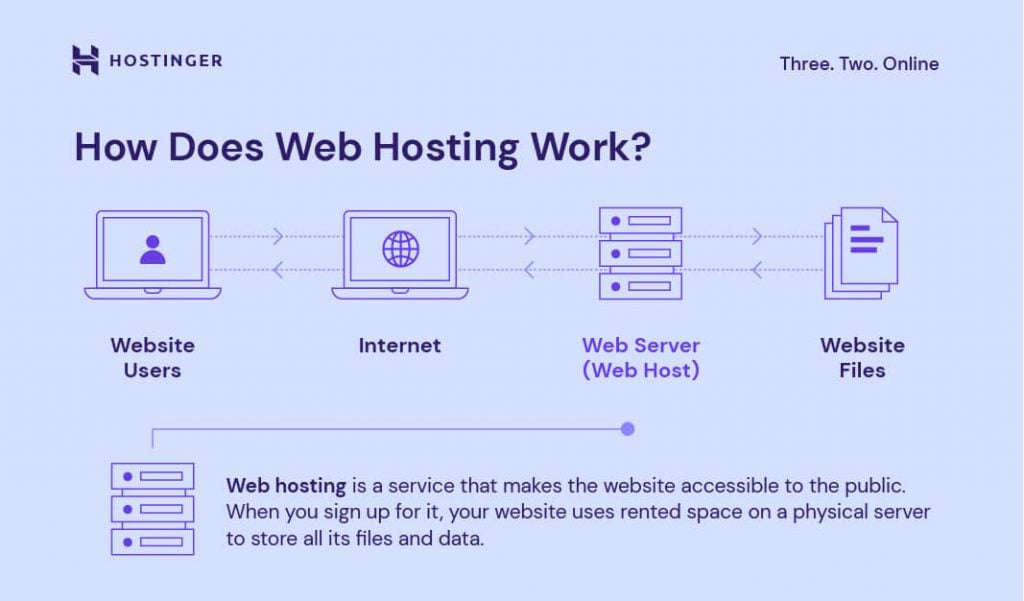 HOSTINGER
Three. Two. Online
How Does Web Hosting Work?
Website
Users
Internet
Web Server
(Web Host)
Website
Files
Web hosting is a service that makes the website accessible to the public.
When you sign up for it, your website uses rented space on a physical server
to store all its files and data.